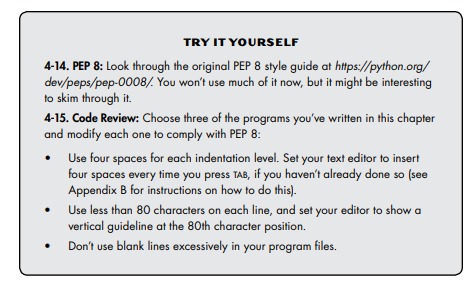 TRY IT YOURSELF
4-14. PEP 8: Look through the original PEP 8 style guide at https://python.org/
dev/peps/pep-0008/. You won't use much of it now, but it might be interesting
to skim through it.
4-15. Code Review: Choose three of the programs you've written in this chapter
and modify each one to comply with PEP 8:
• Use four spaces for each indentation level. Set your text editor to insert
four spaces every time you press TAB, if you haven't already done so (see
Appendix B for instructions on how to do this).
• Use less than 80 characters on each line, and set your editor to show a
vertical guideline at the 80th character position.
• Don't use blank lines excessively in your program files.